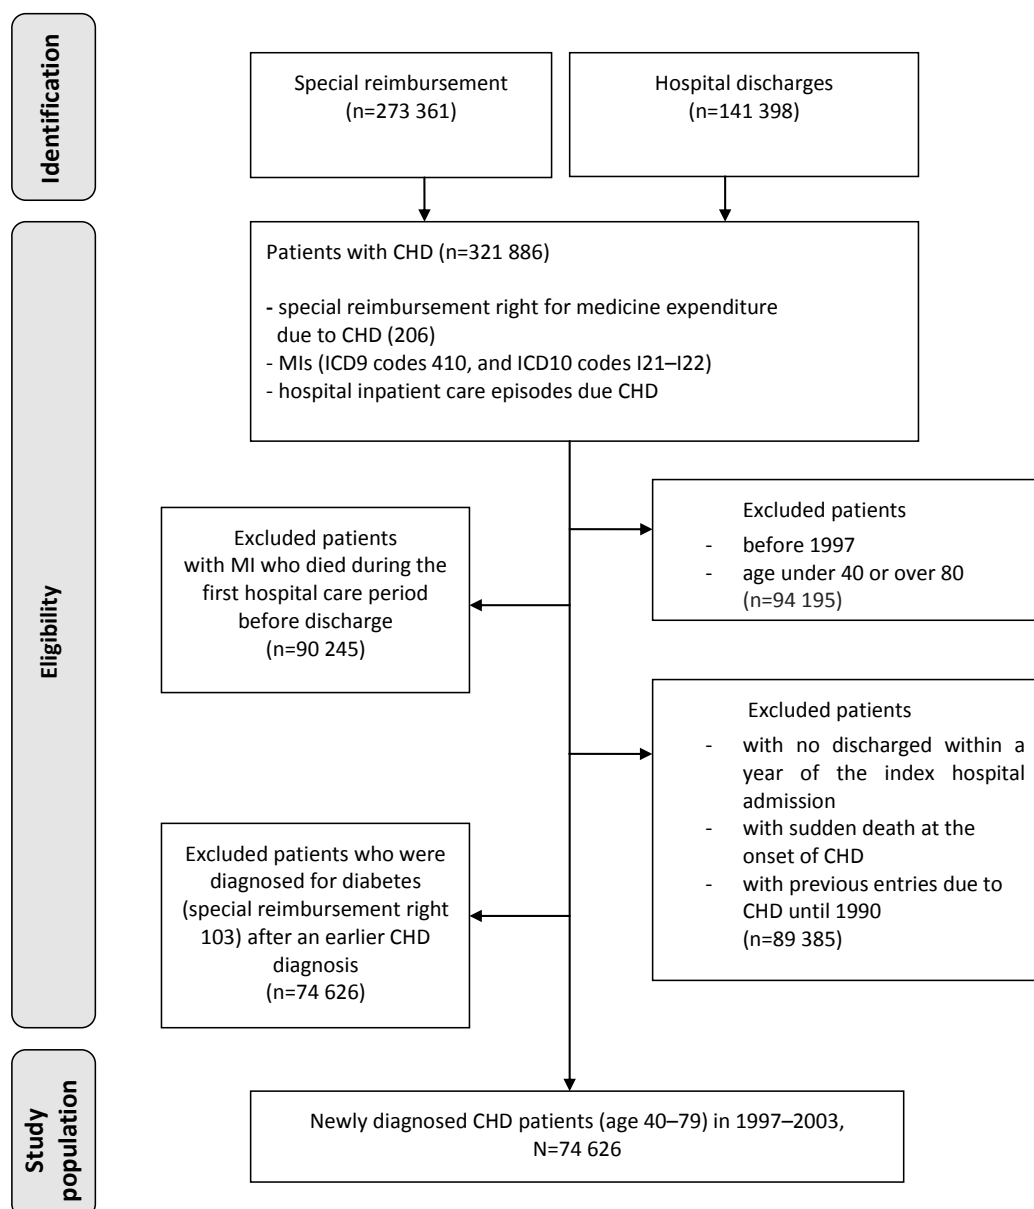 Identification
Special reimbursement
(n=273 361)
Hospital discharges
(n=141 398)
Eligibility
Patients with CHD (n=321 886)
- special reimbursement right for medicine expenditure
due to CHD (206)
- MIs (ICD9 codes 410, and ICD10 codes I21–I22)
- hospital inpatient care episodes due CHD
Excluded patients
- before 1997
- age under 40 or over 80
(n=94 195)
Excluded patients
with MI who died during the
first hospital care period
before discharge
(n=90 245)
Excluded patients
- with no discharged within a
year of the index hospital
admission
- with sudden death at the
onset of CHD
- with previous entries due to
CHD until 1990
(n=89 385)
Excluded patients who were
diagnosed for diabetes
(special reimbursement right
103) after an earlier CHD
diagnosis
(n=74 626)
Study
population
Newly diagnosed CHD patients (age 40–79) in 1997–2003,
N=74 626